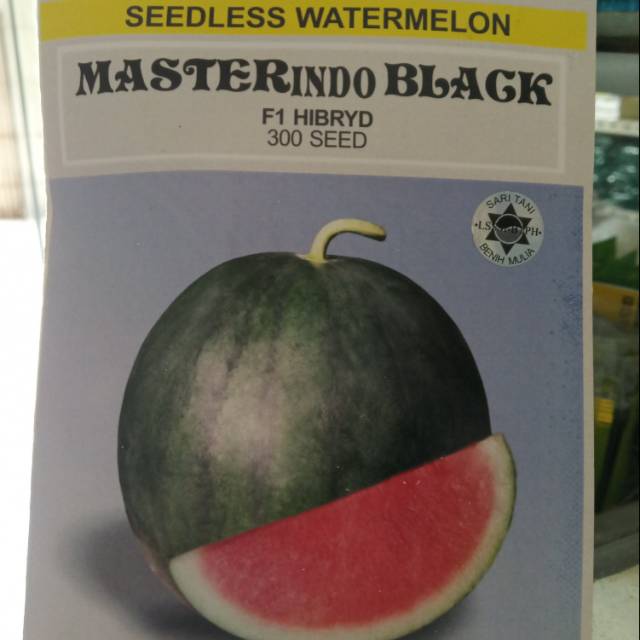 SEEDLESS WATERMELON
MASTERINDO BLACK
F1 HIBRYD
300 SEED
SARI TANI
BENIH MULIA